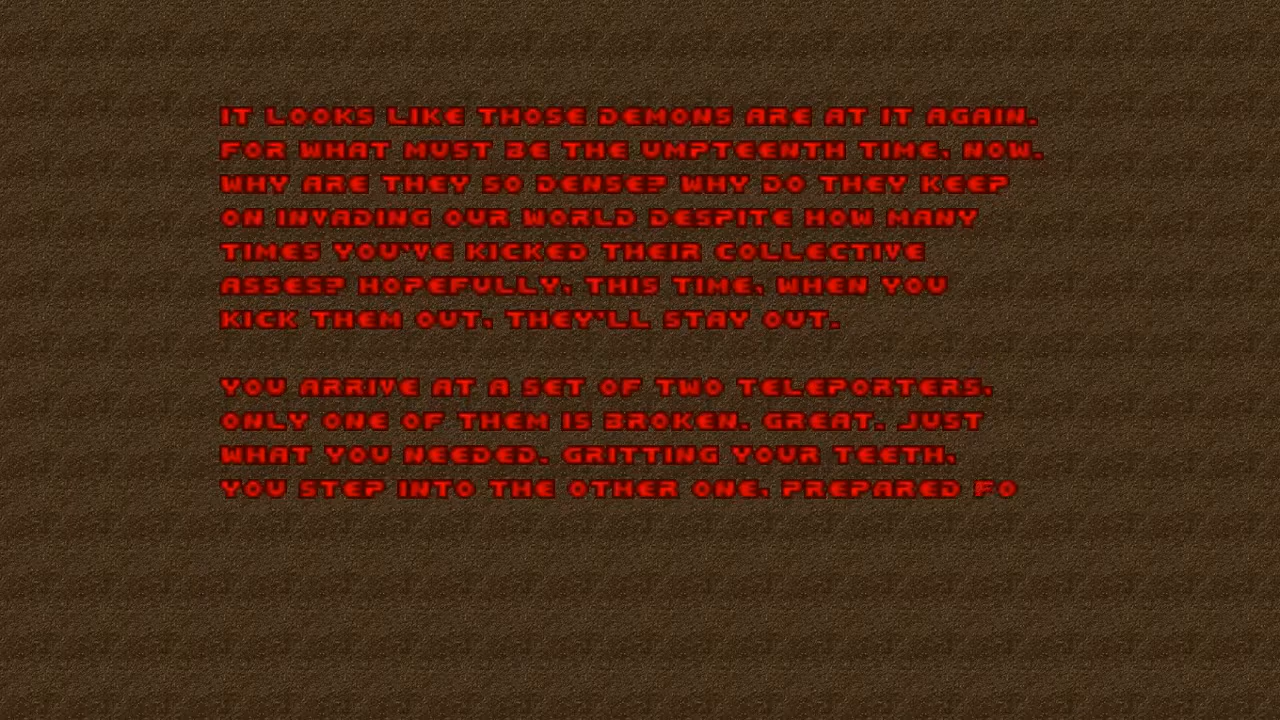 IT LOOKS LIKE THOSE DEMONS ARE AT IT AGAIN.
FOR WHAT MUST BE THE UMPTEENTH TIME, NOW.
WHY ARE THEY SO DENSE? WHY DO THEY KEEP
ON INVADING OUR WORLD DESPITE HOW MANY
TIMES YOU'VE KICKED THEIR COLLECTIVE
ASSES? HOPEFULLY, THIS TIME, WHEN YOU
KICK THEM OUT, THEY'LL STAY OUT.
YOU ARRIVE AT A SET OF TWO TELEPORTERS,
ONLY ONE OF THEM IS BROKEN. GREAT. JUST
WHAT YOU NEEDED. GRITTING YOUR TEETH,
YOU STEP INTO THE OTHER ONE, PREPARED FO